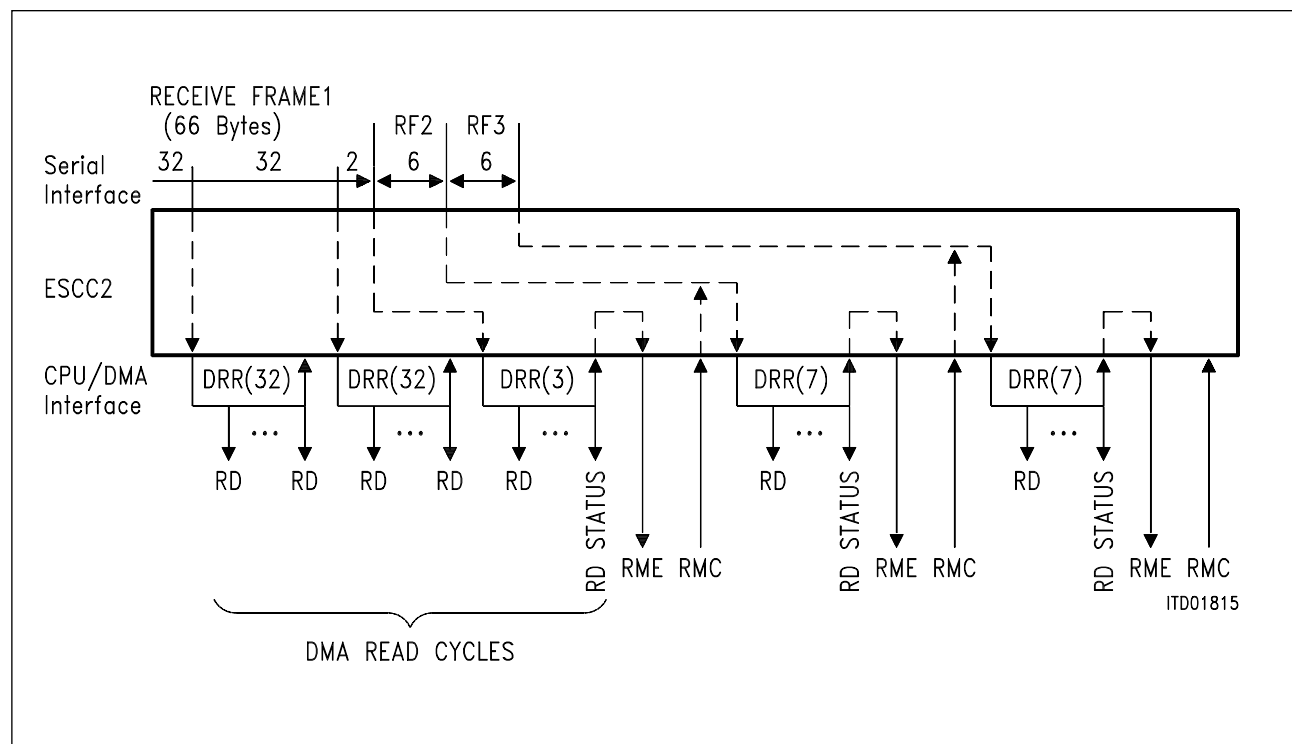 RECEIVE FRAME1
(66 Bytes)
RF2
RF3
Serial
Interface
32
32
2
6
6
ESCC2
CPU/DMA
Interface
DRR(32)
DRR(32)
DRR(3)
DRR(7)
DRR(7)
...
...
...
...
...
RD
RD
RD
RD
RD
RD STATUS
RME
RMC
RD
RD STATUS
RME
RMC
RD
RD STATUS
RME
RMC
ITD01815
DMA READ CYCLES